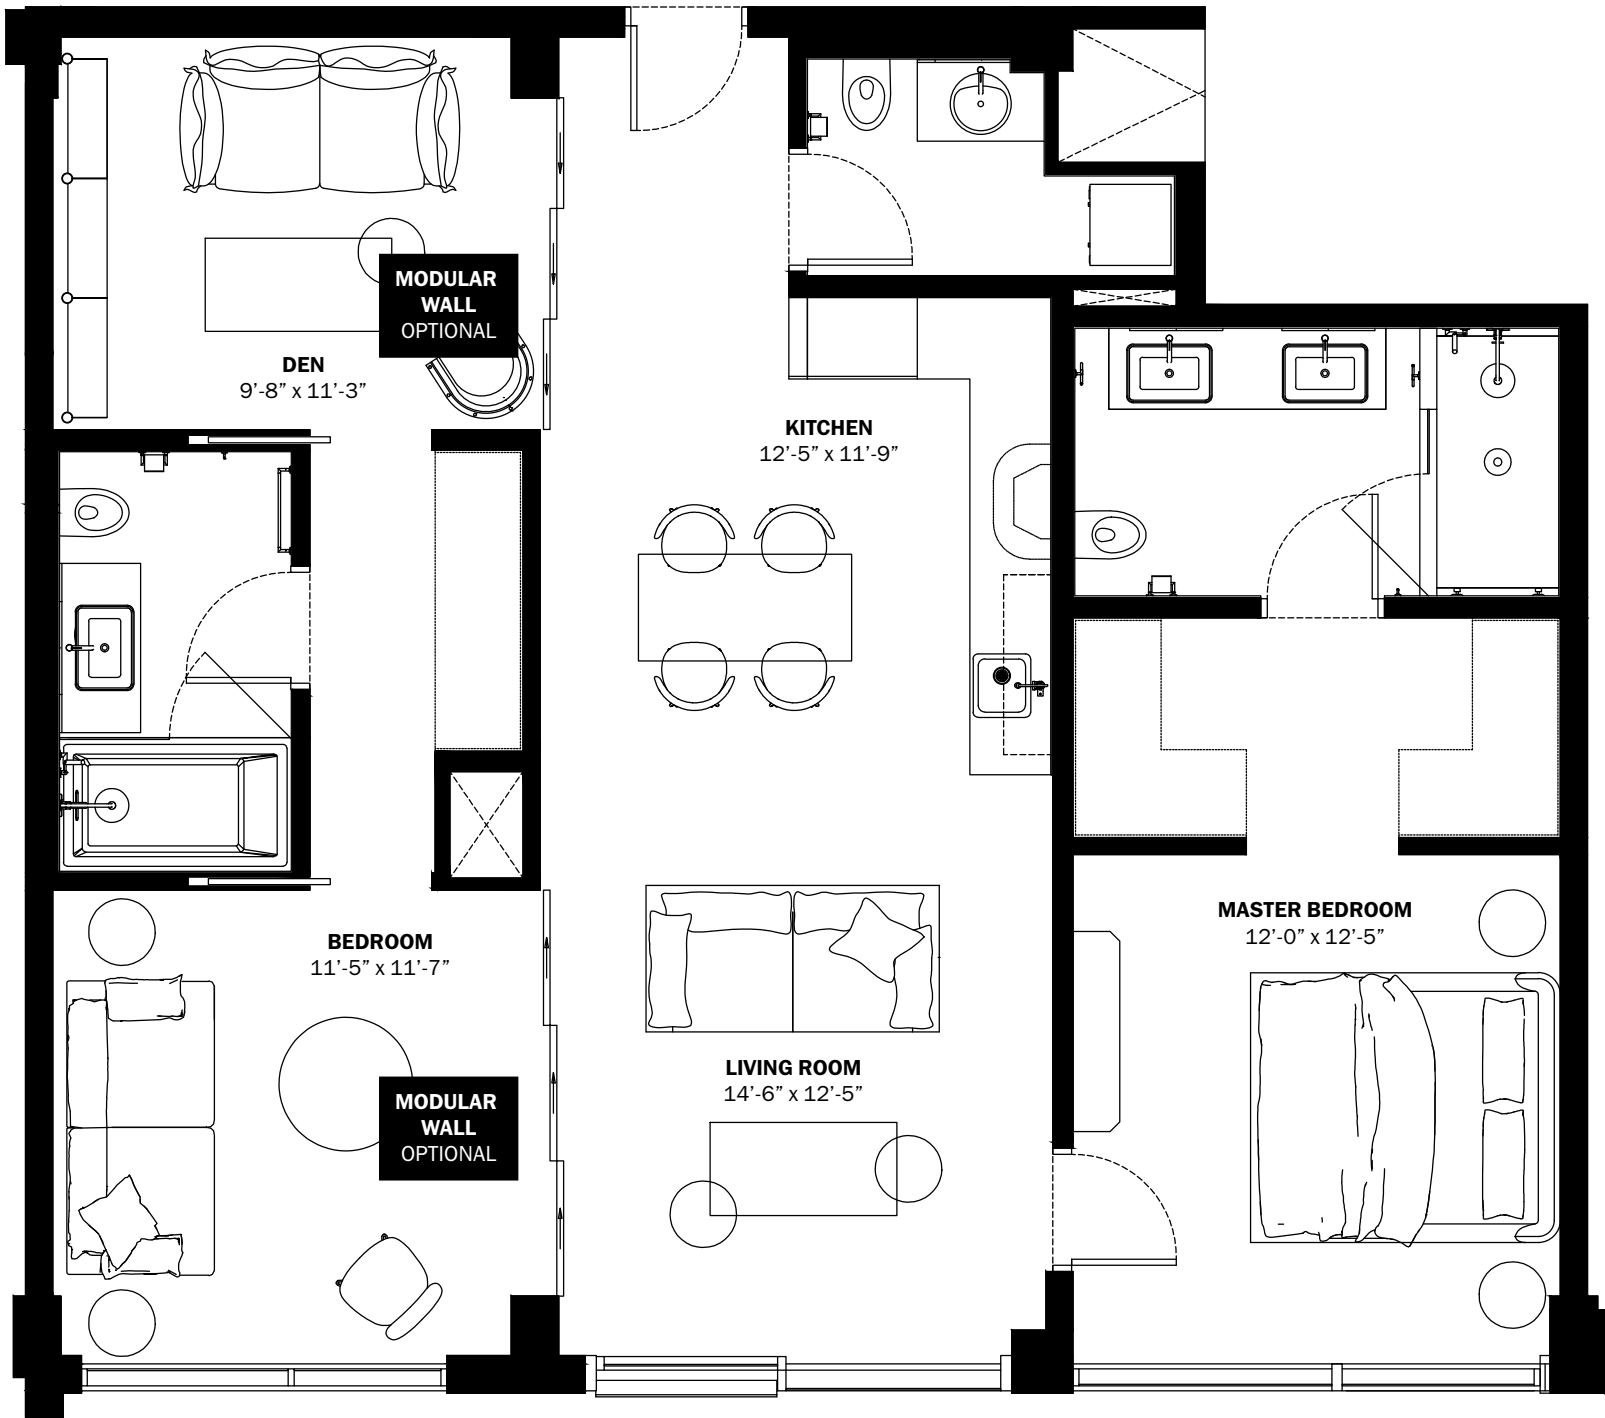 MODULAR
WALL
OPTIONAL
DEN
9’-8” x 11’-3”
KITCHEN
12’-5” x 11’-9”
MASTER BEDROOM
12’-0” x 12’-5”
BEDROOM
11’-5” x 11’-7”
LIVING ROOM
14’-6” x 12’-5”
MODULAR
WALL
OPTIONAL